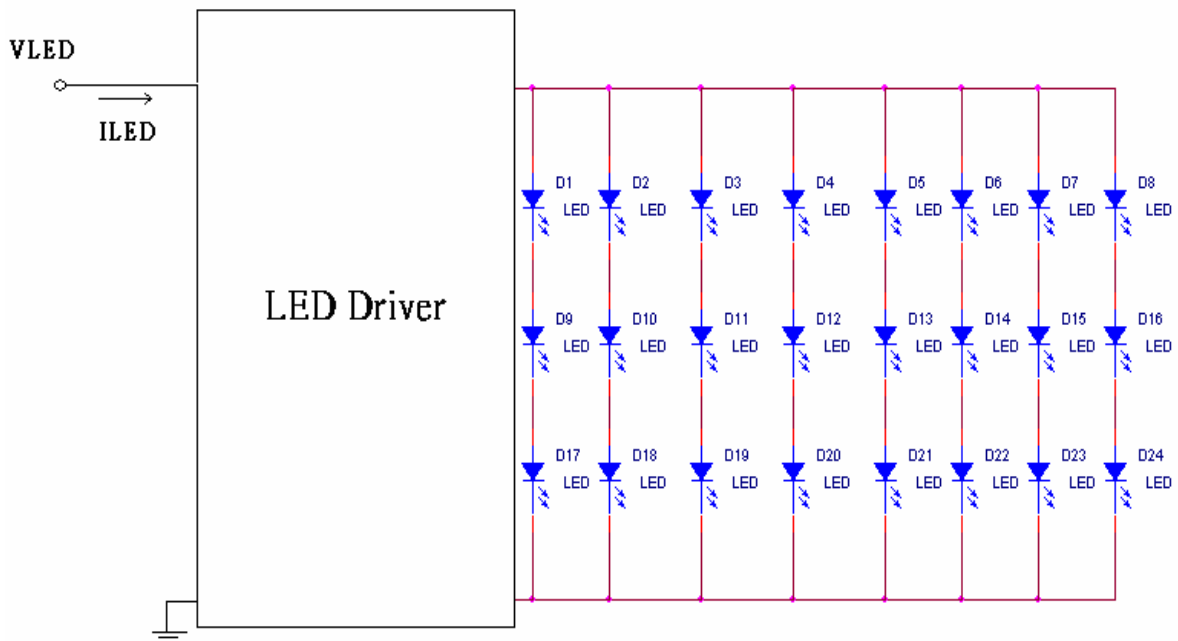 VLED
ILED
LED Driver
D1 D2 D3 D4 D5 D6 D7 D8
LED LED LED LED LED LED LED LED
D9 D10 D11 D12 D13 D14 D15 D16
LED LED LED LED LED LED LED LED
D17 D18 D19 D20 D21 D22 D23 D24
LED LED LED LED LED LED LED LED